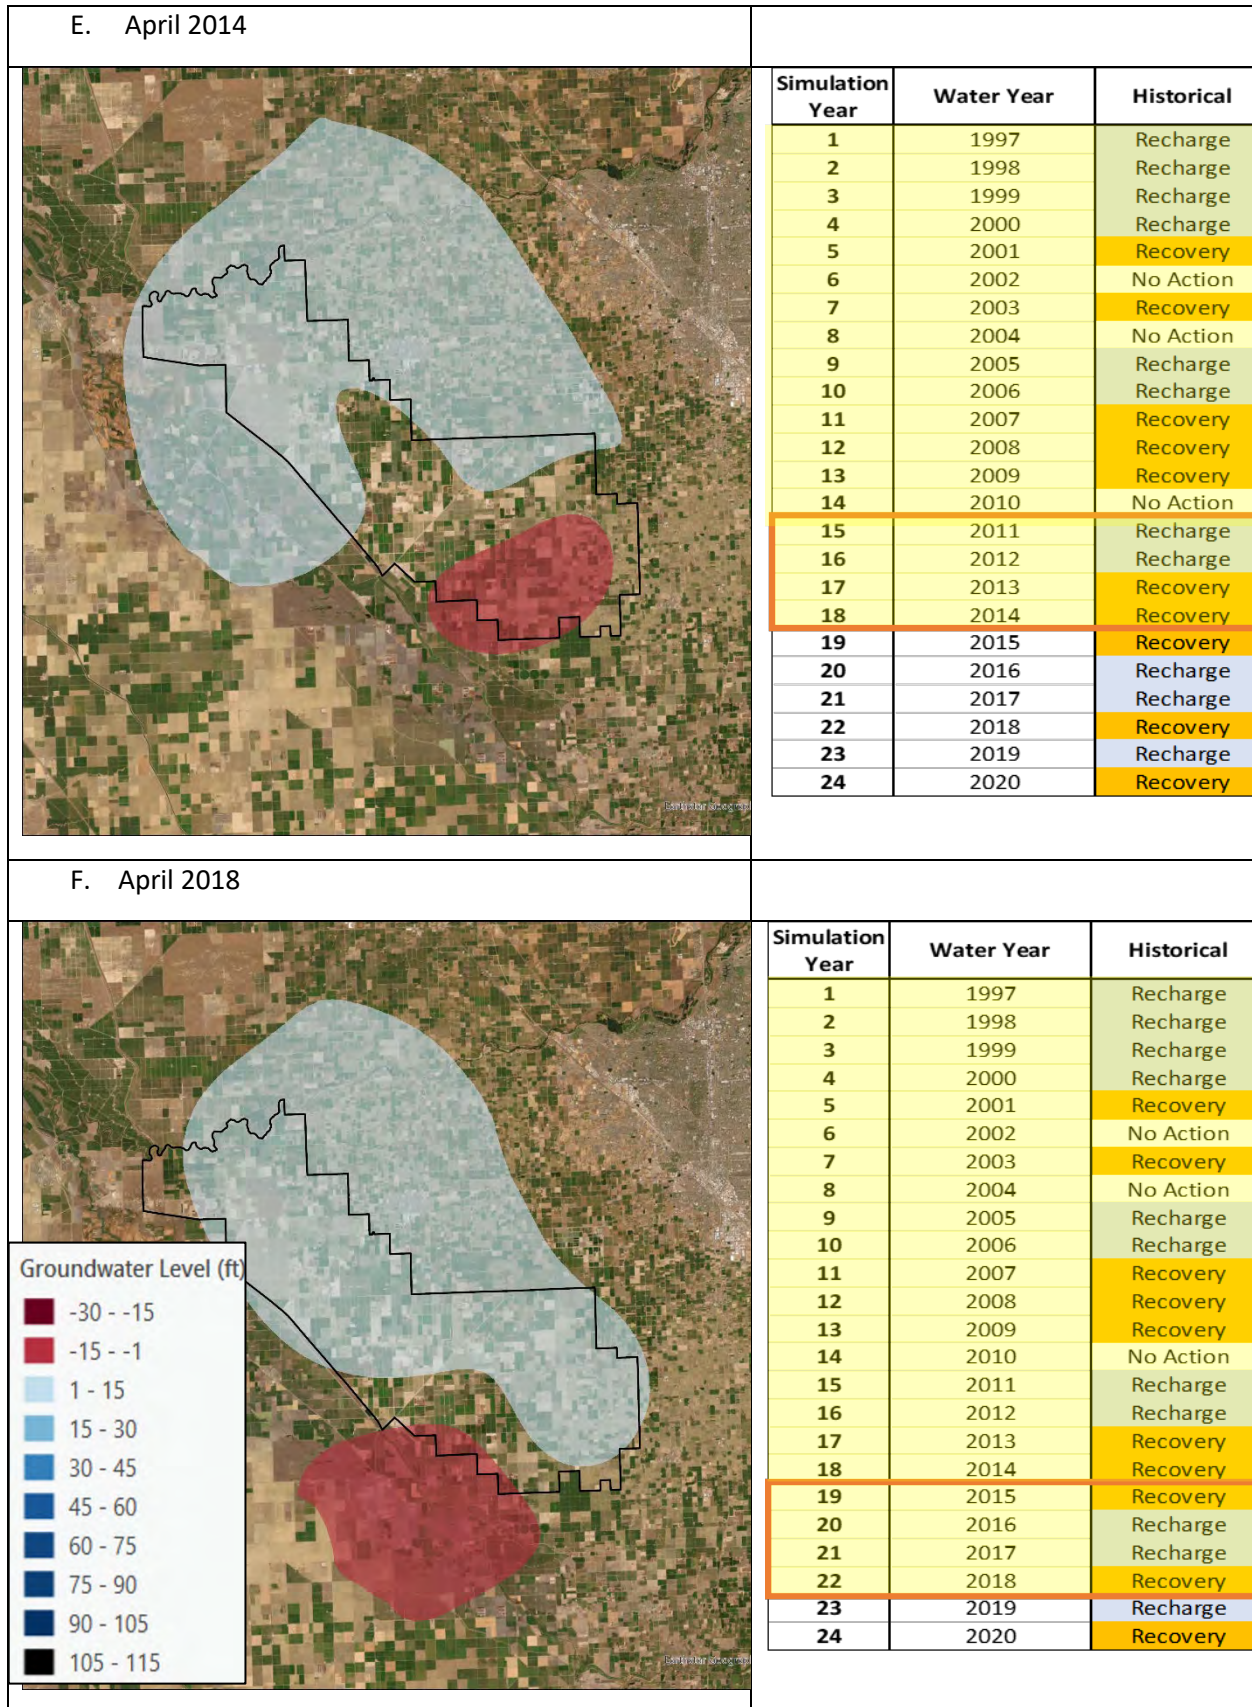 E. April 2014
Simulation Year Water Year Historical
1 1997 Recharge
2 1998 Recharge
3 1999 Recharge
4 2000 Recharge
5 2001 Recovery
6 2002 No Action
7 2003 Recovery
8 2004 No Action
9 2005 Recharge
10 2006 Recharge
11 2007 Recovery
12 2008 Recovery
13 2009 Recovery
14 2010 No Action
15 2011 Recharge
16 2012 Recharge
17 2013 Recovery
18 2014 Recovery
19 2015 Recovery
20 2016 Recharge
21 2017 Recharge
22 2018 Recovery
23 2019 Recharge
24 2020 Recovery
F. April 2018
Groundwater Level (ft)
-30 - -15
-15 - -1
1 - 15
15 - 30
30 - 45
45 - 60
60 - 75
75 - 90
90 - 105
105 - 115
Simulation Year Water Year Historical
1 1997 Recharge
2 1998 Recharge
3 1999 Recharge
4 2000 Recharge
5 2001 Recovery
6 2002 No Action
7 2003 Recovery
8 2004 No Action
9 2005 Recharge
10 2006 Recharge
11 2007 Recovery
12 2008 Recovery
13 2009 Recovery
14 2010 No Action
15 2011 Recharge
16 2012 Recharge
17 2013 Recovery
18 2014 Recovery
19 2015 Recovery
20 2016 Recharge
21 2017 Recharge
22 2018 Recovery
23 2019 Recharge
24 2020 Recovery